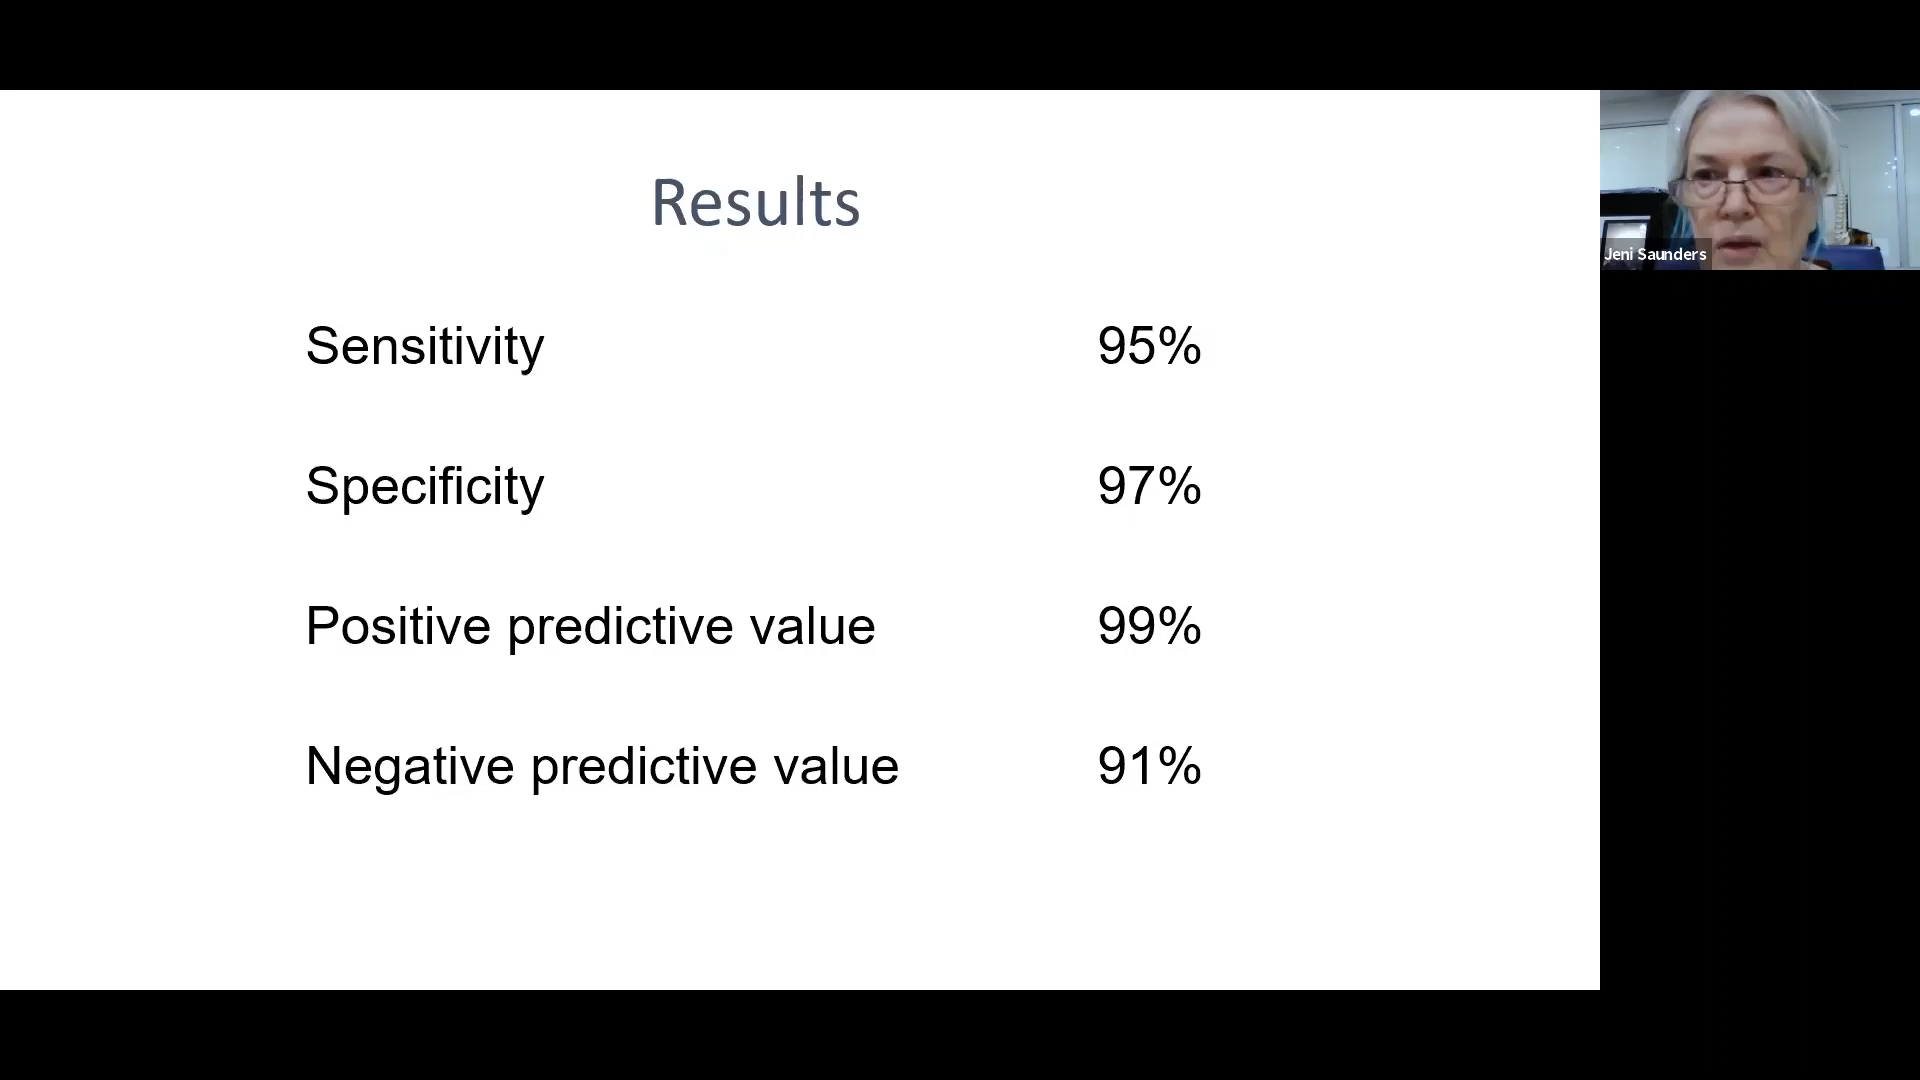 Results
Sensitivity 95%
Specificity 97%
Positive predictive value 99%
Negative predictive value 91%
Jeni Saunders